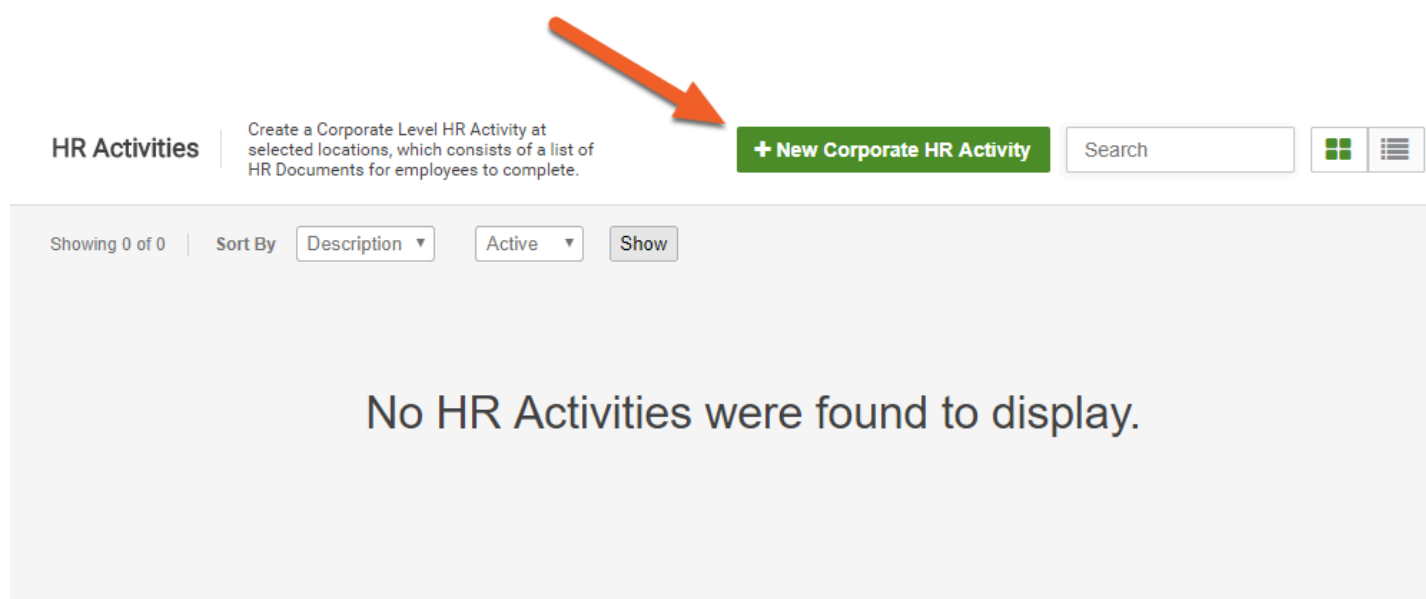 HR Activities
Create a Corporate Level HR Activity at
selected locations, which consists of a list of
HR Documents for employees to complete.
+ New Corporate HR Activity
Search
Showing 0 of 0
Sort By
Description
Active
Show
No HR Activities were found to display.